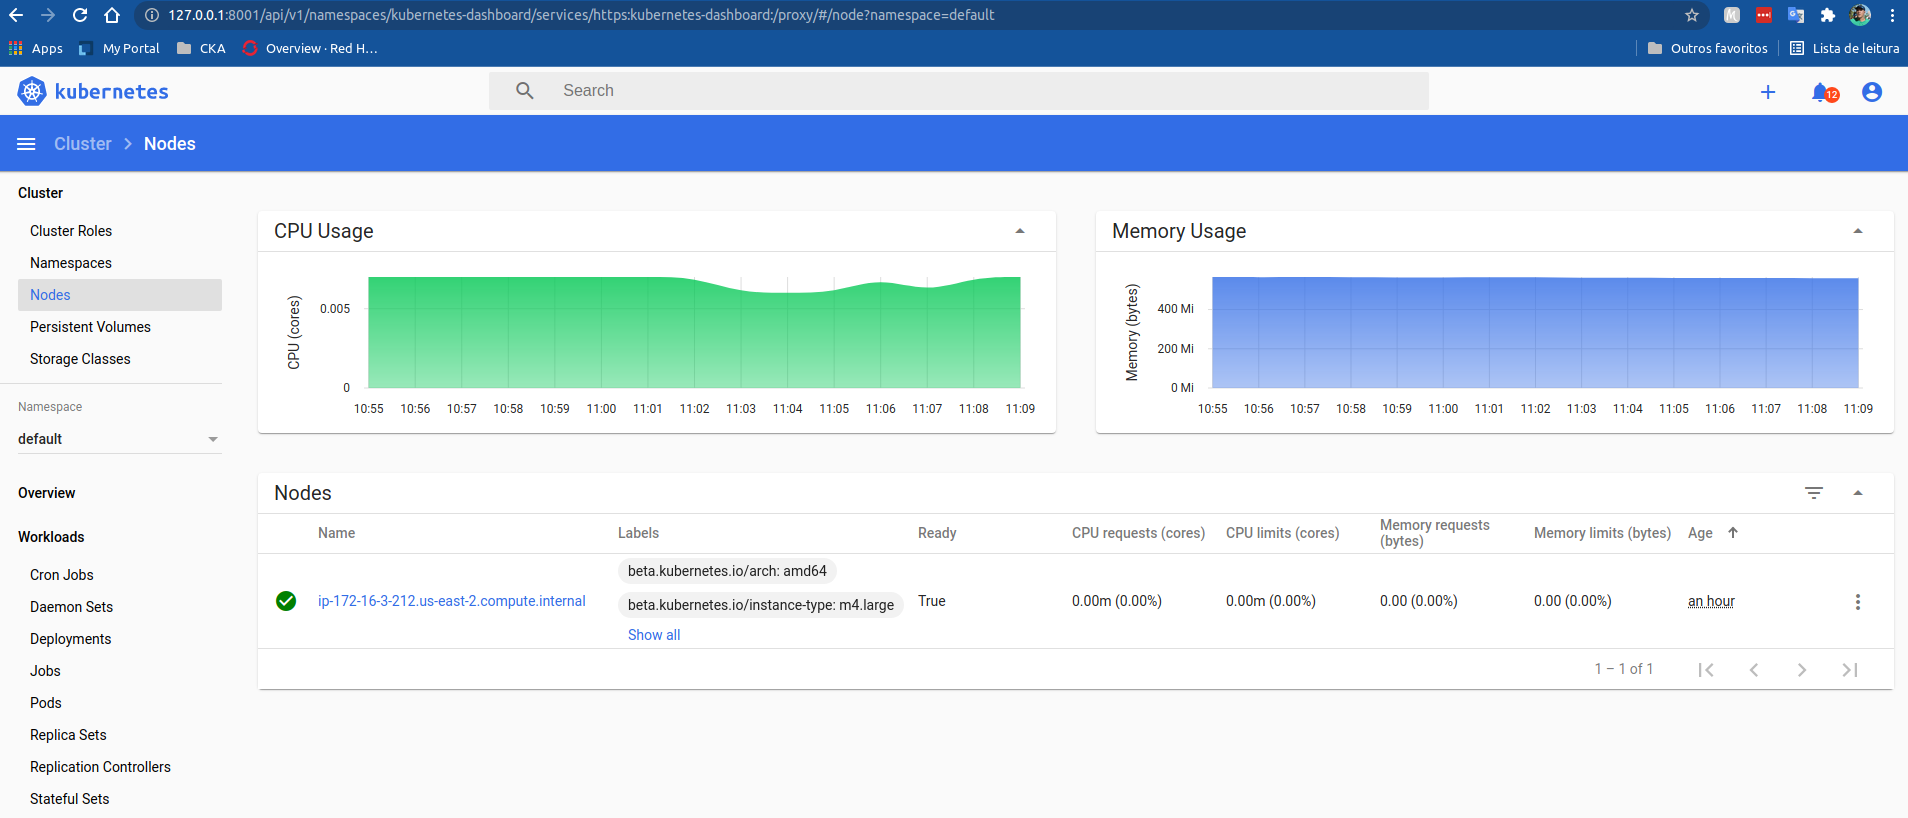 127.0.0.1:8001/api/v1/namespaces/kubernetes-dashboard/services/https:kubernetes-dashboard:/proxy/#/node?namespace=default
Apps My Portal CKA Overview · Red H… Outros favoritos Lista de leitura
kubernetes Search 12
Cluster Nodes
Cluster
Cluster Roles
Namespaces
Nodes
Persistent Volumes
Storage Classes
Namespace
default
Overview
Workloads
Cron Jobs
Daemon Sets
Deployments
Jobs
Pods
Replica Sets
Replication Controllers
Stateful Sets
CPU Usage
CPU (cores)
0.005
0
10:55 10:56 10:57 10:58 10:59 11:00 11:01 11:02 11:03 11:04 11:05 11:06 11:07 11:08 11:09
Memory Usage
Memory (bytes)
400 Mi
200 Mi
0 Mi
10:55 10:56 10:57 10:58 10:59 11:00 11:01 11:02 11:03 11:04 11:05 11:06 11:07 11:08 11:09
Nodes
Name Labels Ready CPU requests (cores) CPU limits (cores) Memory requests (bytes) Memory limits (bytes) Age
beta.kubernetes.io/arch: amd64
ip-172-16-3-212.us-east-2.compute.internal beta.kubernetes.io/instance-type: m4.large True 0.00m (0.00%) 0.00m (0.00%) 0.00 (0.00%) 0.00 (0.00%) an hour
Show all
1 – 1 of 1